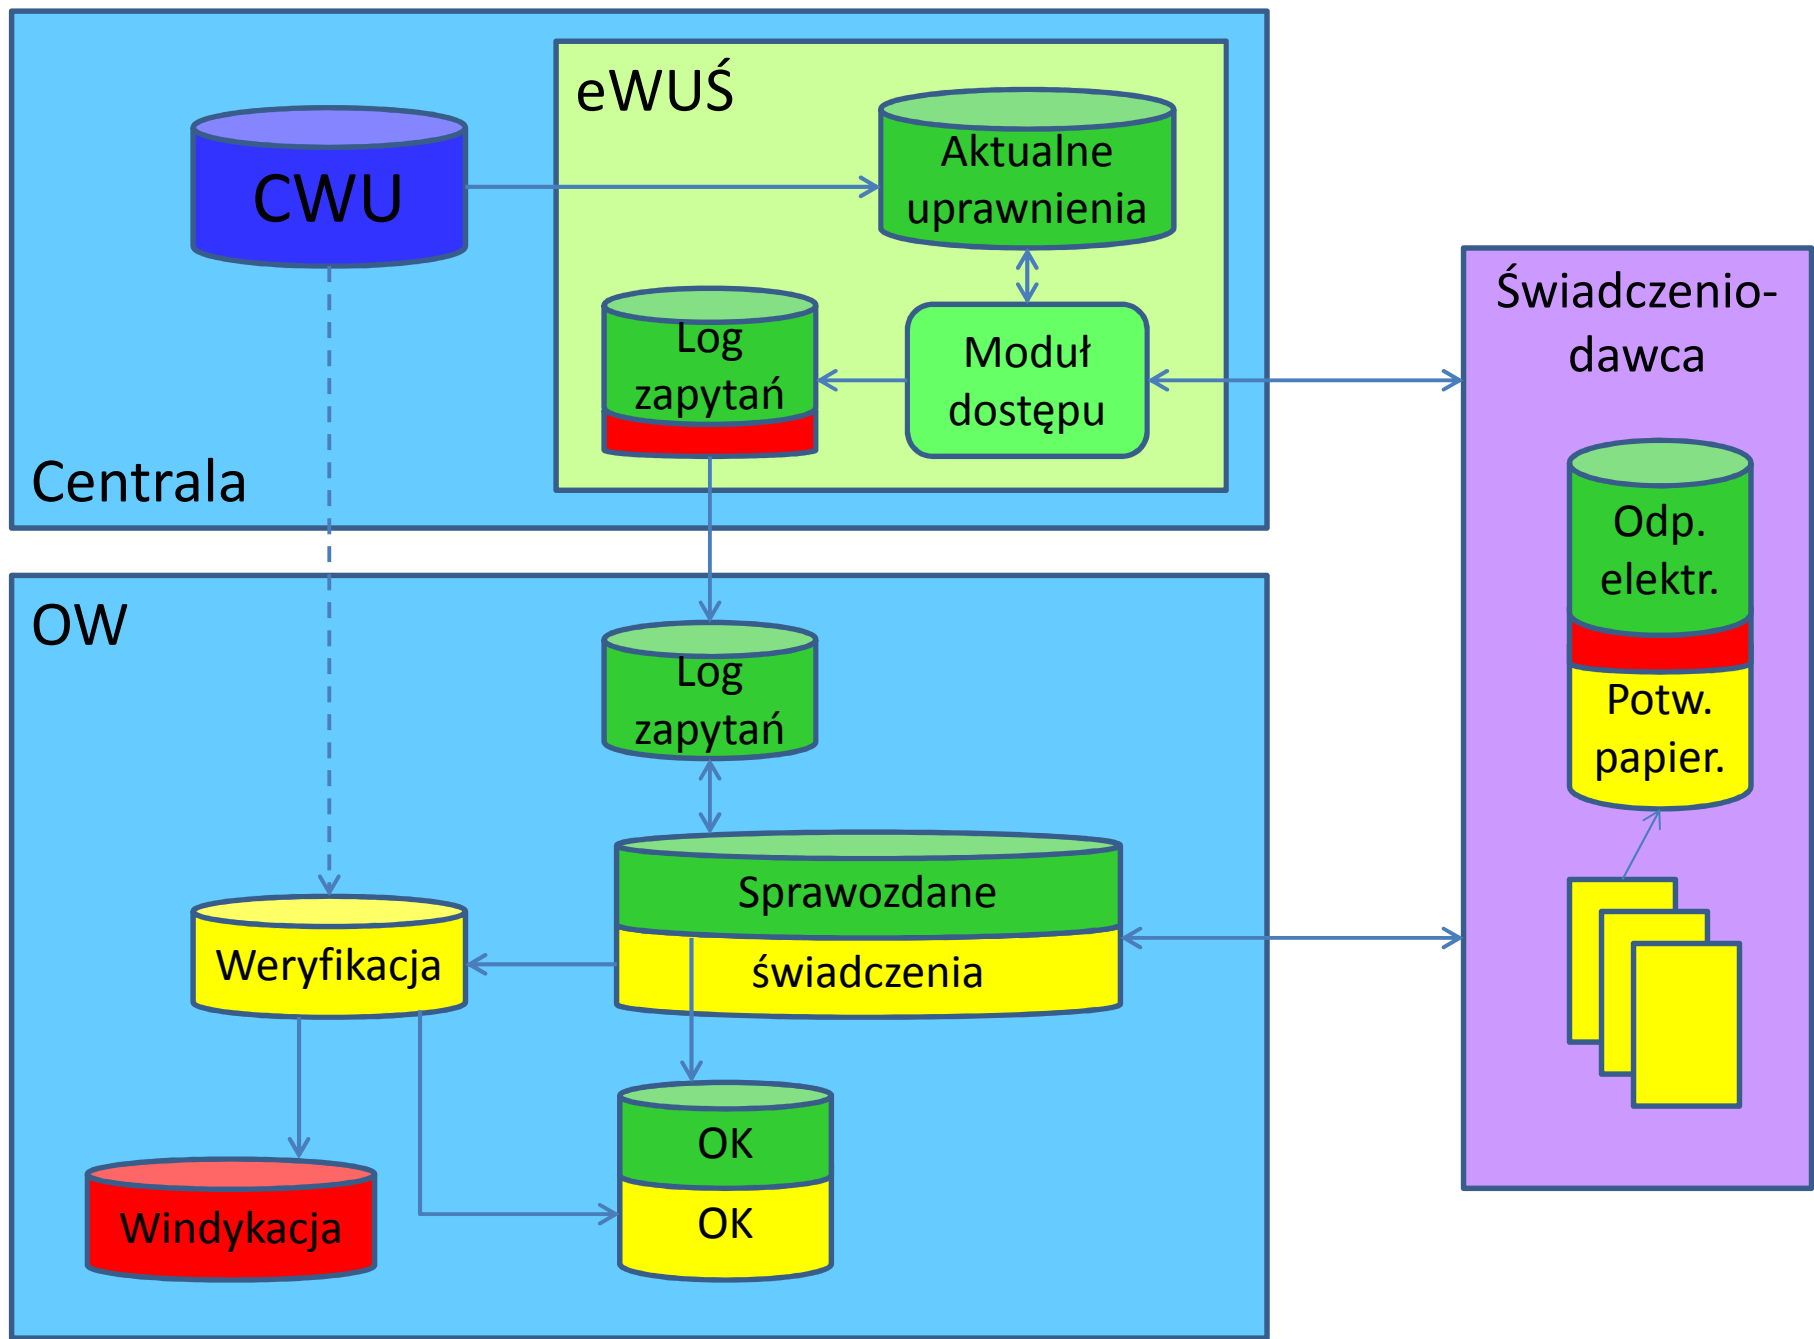 eWUŚ
CWU
Aktualne
uprawnienia
Log
zapytań
Moduł
dostępu
Centrala
Świadczenio-
dawca
Odp.
elektr.
Potw.
papier.
OW
Log
zapytań
Sprawozdane
świadczenia
Weryfikacja
OK
OK
Windykacja